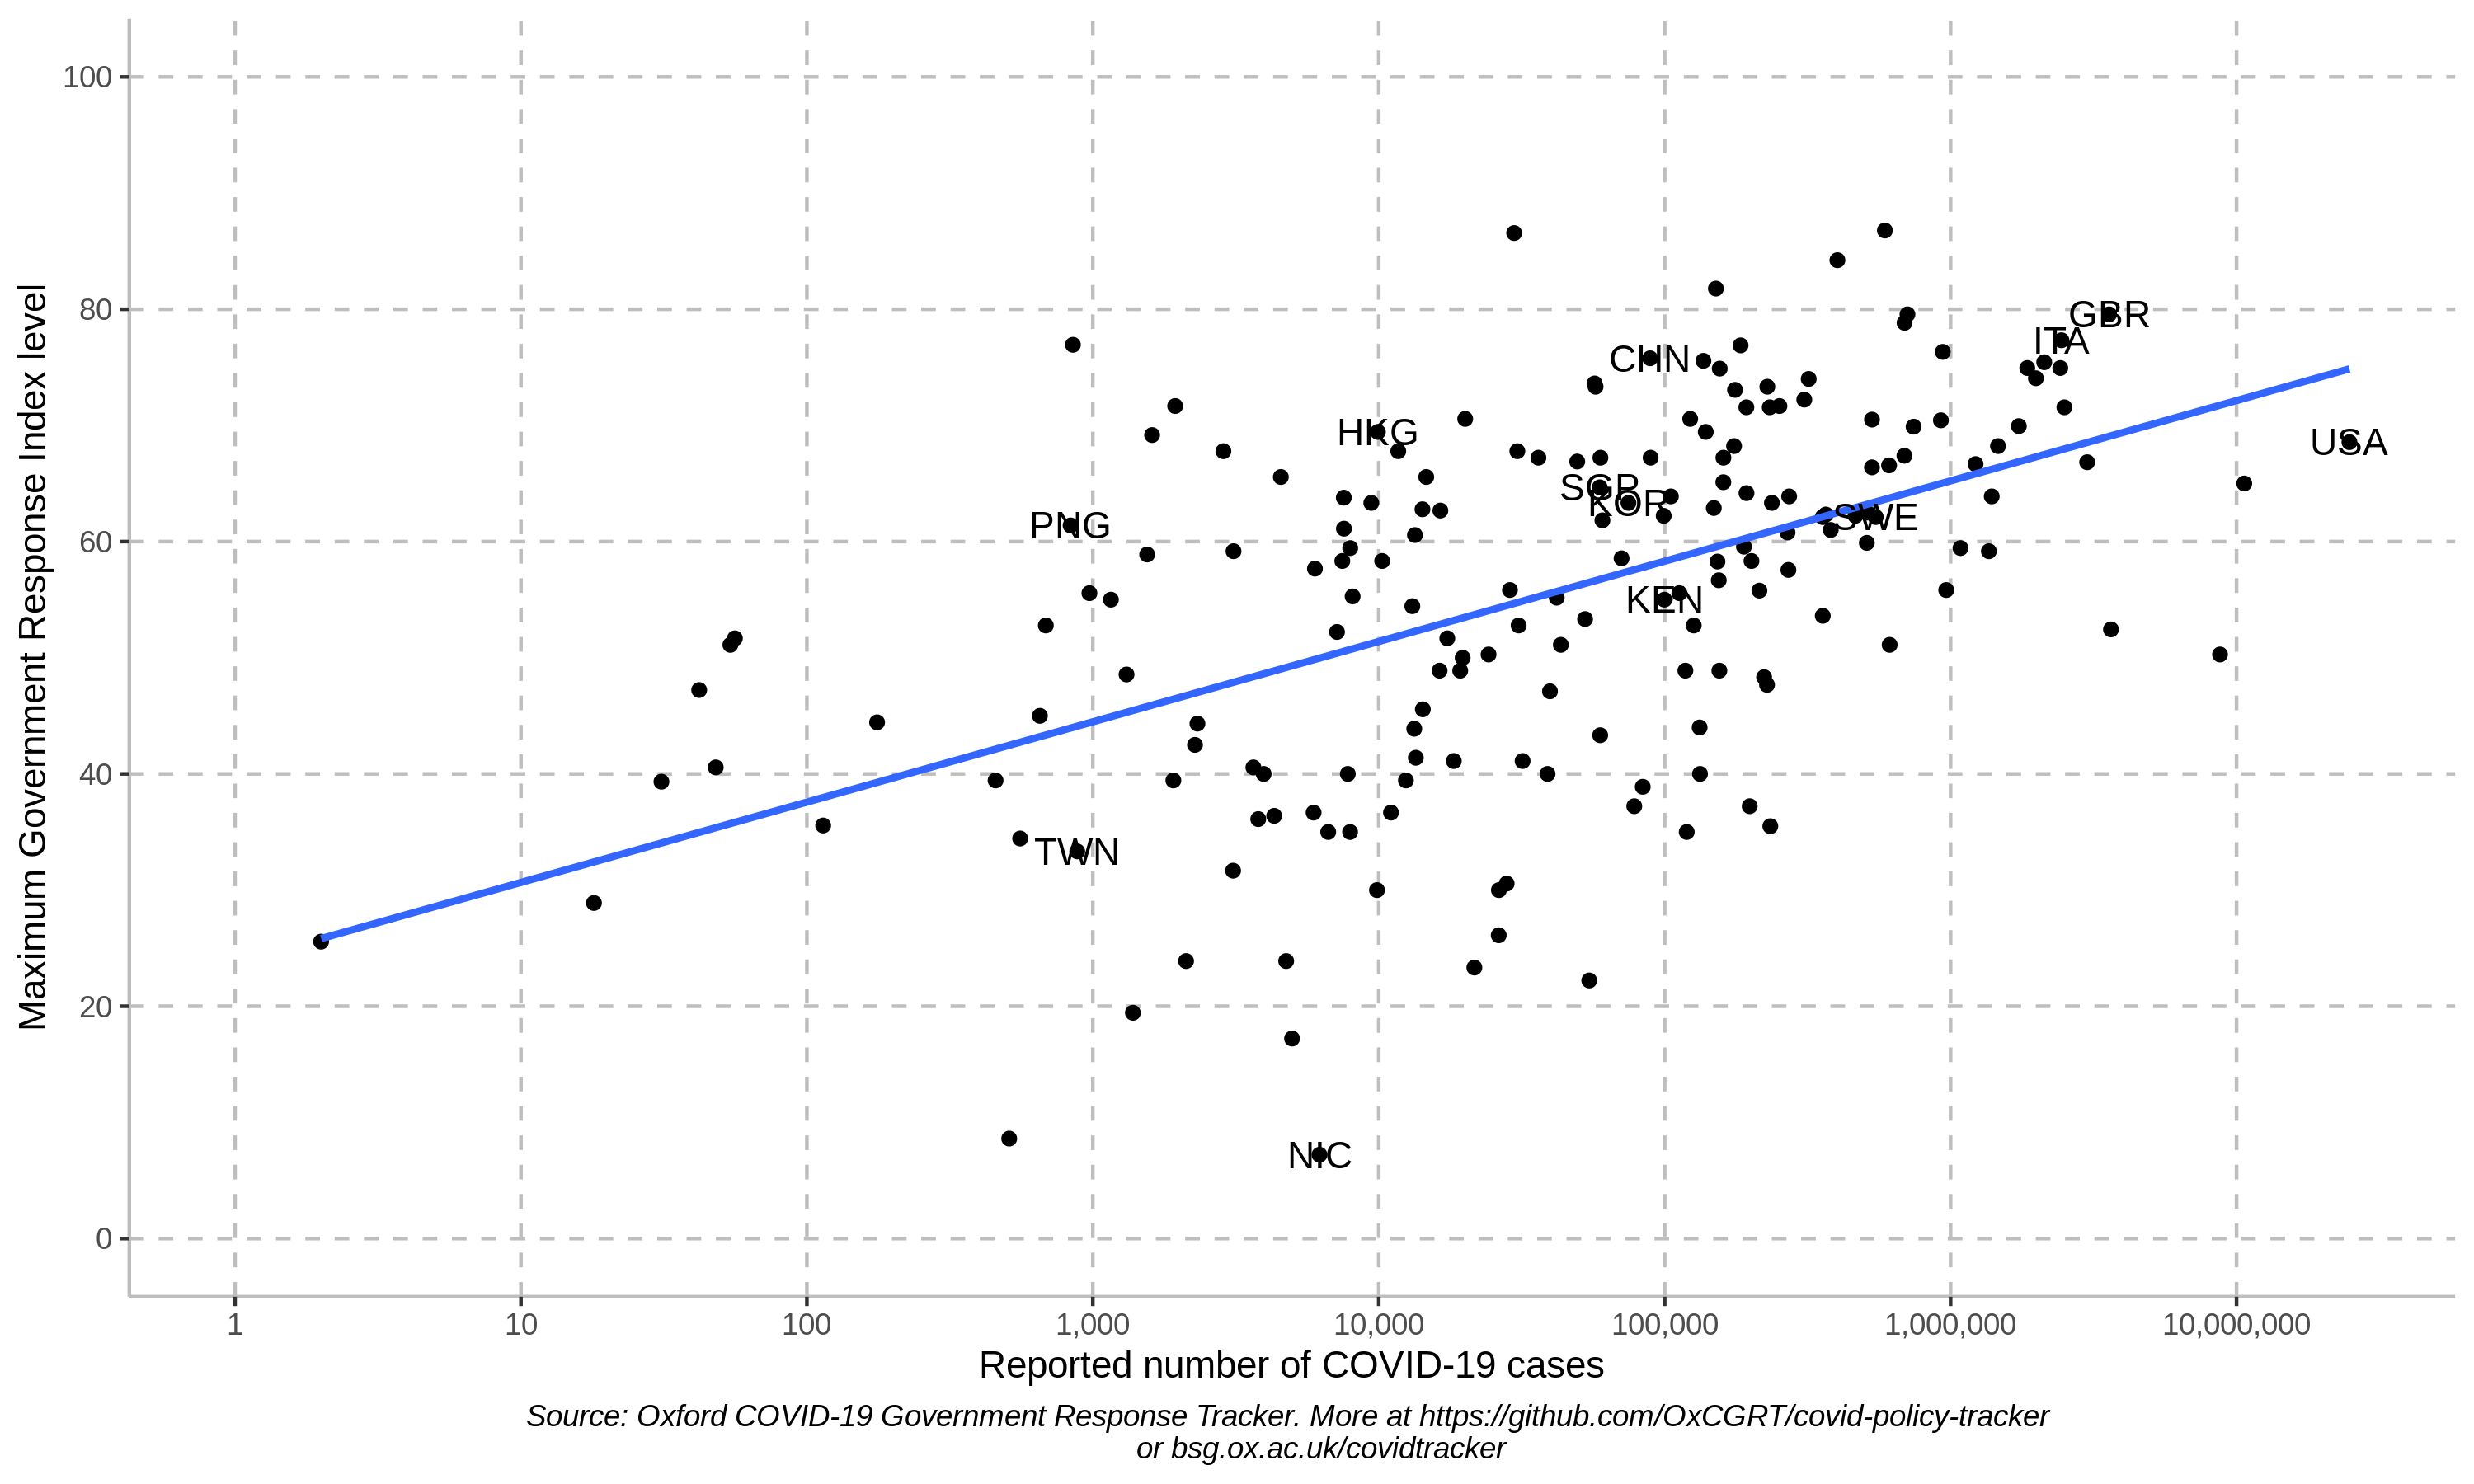 Maximum Government Response Index level
100
80
60
40
20
0
GBR
ITA
CHN
HKG
USA
SGP
KOR
SWE
PNG
KEN
TWN
NIC
1
10
100
1,000
10,000
100,000
1,000,000
10,000,000
Reported number of COVID-19 cases
Source: Oxford COVID-19 Government Response Tracker. More at https://github.com/OxCGRT/covid-policy-tracker
or bsg.ox.ac.uk/covidtracker